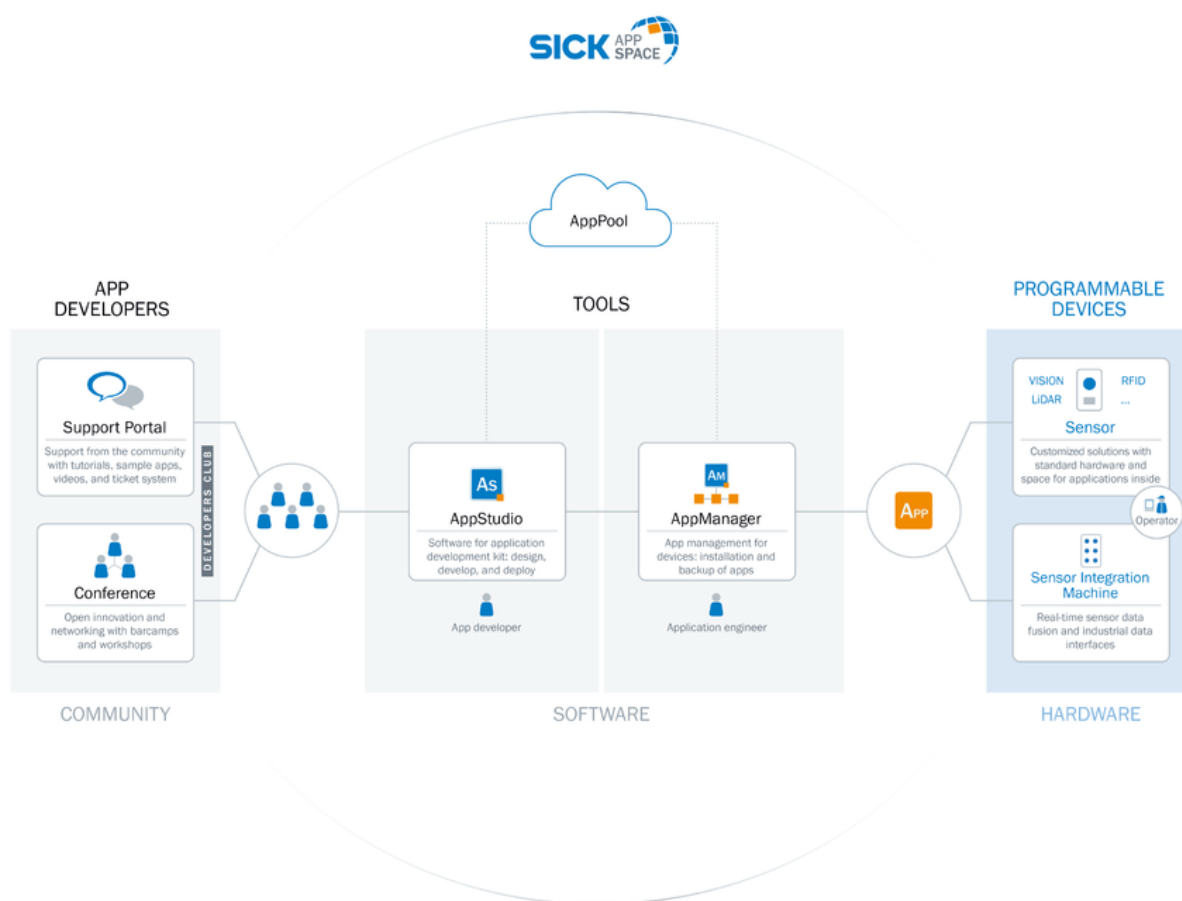 SICK APP SPACE
AppPool
APP
DEVELOPERS
TOOLS
PROGRAMMABLE
DEVICES
Support Portal
Support from the community
with tutorials, sample apps,
videos, and ticket system
Conference
Open innovation and
networking with barcamps
and workshops
DEVELOPERS CLUB
As
AppStudio
Software for application
development kit: design,
develop, and deploy
App developer
AM
AppManager
App management for
devices: installation and
backup of apps
Application engineer
APP
VISION
RFID
LiDAR
...
Sensor
Customized solutions with
standard hardware and
space for applications inside
Operator
Sensor Integration
Machine
Real-time sensor data
fusion and industrial data
interfaces
COMMUNITY
SOFTWARE
HARDWARE